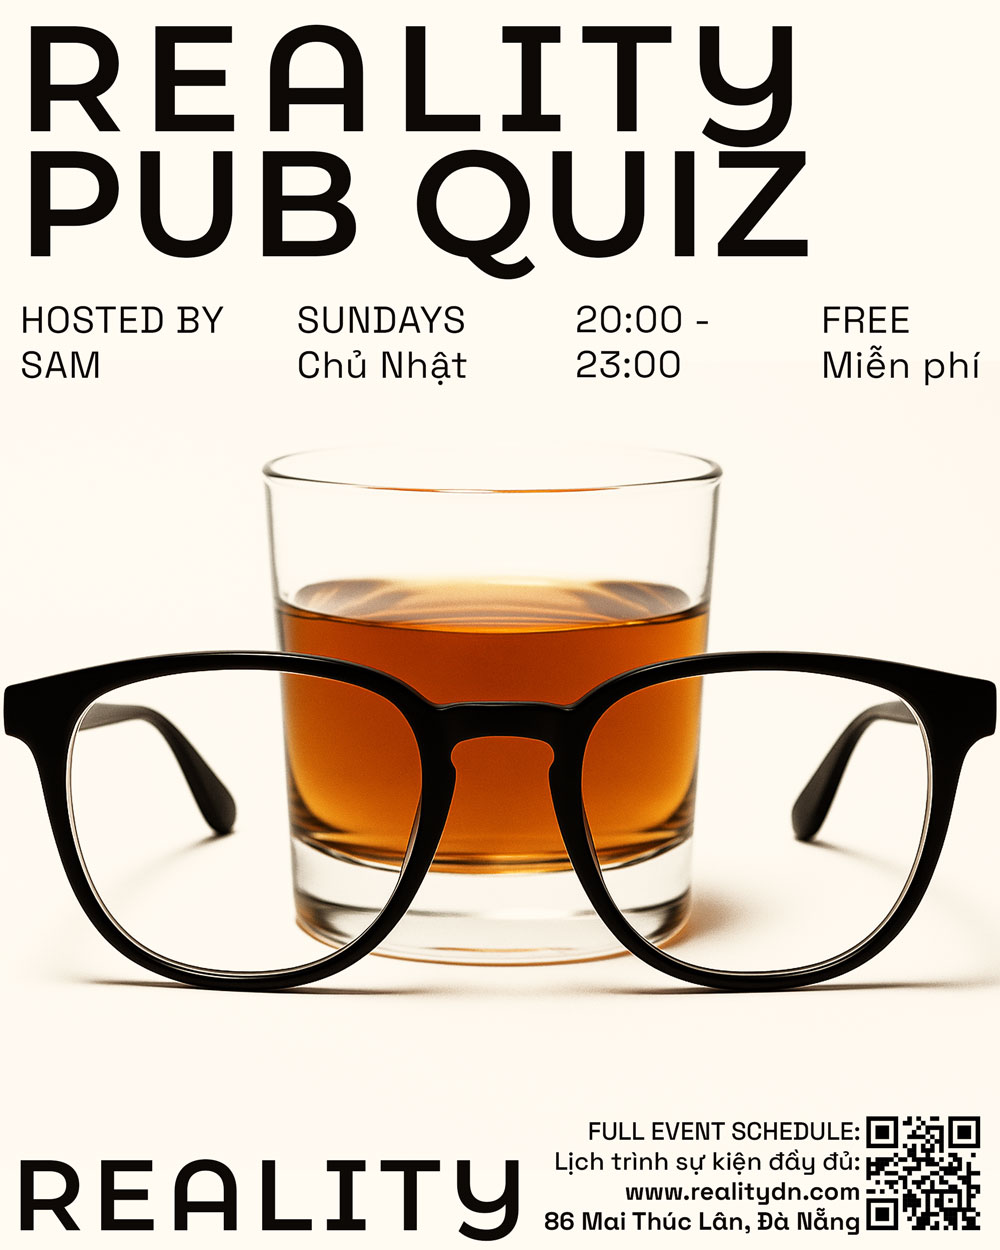 REALITY
PUB QUIZ
HOSTED BY
SAM
SUNDAYS
Chủ Nhật
20:00 -
23:00
FREE
Miễn phí
FULL EVENT SCHEDULE:
Lịch trình sự kiện đầy đủ:
www.realitydn.com
86 Mai Thúc Lân, Đà Nẵng
REALITY